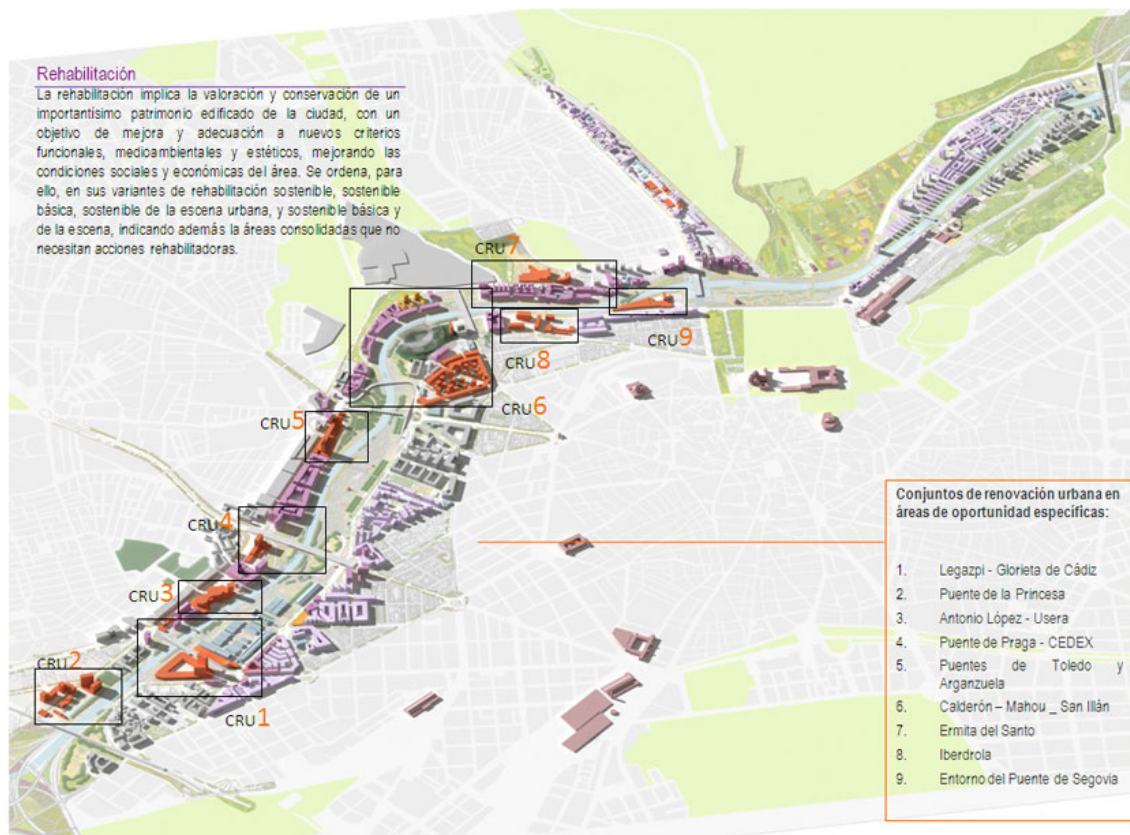 Rehabilitación
La rehabilitación implica la valoración y conservación de un
importantísimo patrimonio edificado de la ciudad, con un
objetivo de mejora y adecuación a nuevos criterios
funcionales, medioambientales y estéticos, mejorando las
condiciones sociales y económicas del área. Se ordena, para
ello, en sus variantes de rehabilitación sostenible, sostenible
básica, sostenible de la escena urbana, y sostenible básica y
de la escena, indicando además la áreas consolidadas que no
necesitan acciones rehabilitadoras.
CRU7
CRU9
CRU8
CRU6
CRU5
CRU4
CRU3
CRU2
CRU1
Conjuntos de renovación urbana en
áreas de oportunidad específicas:
1. Legazpi - Glorieta de Cádiz
2. Puente de la Princesa
3. Antonio López - Usera
4. Puente de Praga - CEDEX
5. Puentes de Toledo y
Arganzuela
6. Calderón – Mahou _ San Illán
7. Ermita del Santo
8. Iberdrola
9. Entorno del Puente de Segovia